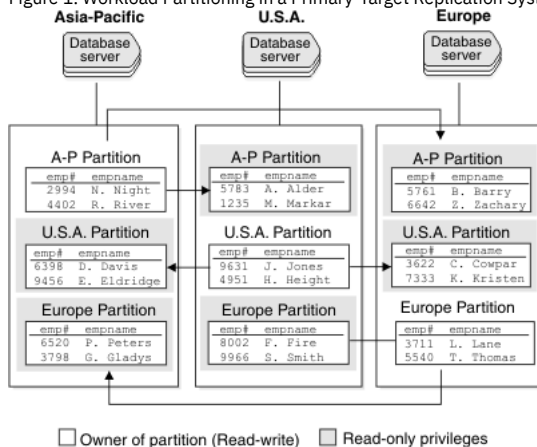 Figure 1. Workload Partitioning in a Primary-Target Replication
Asia-Pacific U.S.A. Europe
Database server Database server Database server
A-P Partition
emp# empname
2994 N. Night
4402 R. River
A-P Partition
emp# empname
5783 A. Alder
1235 M. Markar
A-P Partition
emp# empname
5761 B. Barry
6642 Z. Zachary
U.S.A. Partition
emp# empname
6398 D. Davis
9456 E. Eldridge
U.S.A. Partition
emp# empname
9631 J. Jones
4951 H. Height
U.S.A. Partition
emp# empname
3622 C. Cowpar
7333 K. Kristen
Europe Partition
emp# empname
6520 P. Peters
3798 G. Gladys
Europe Partition
emp# empname
8002 F. Fire
9966 S. Smith
Europe Partition
emp# empname
3711 L. Lane
5540 T. Thomas
Owner of partition (Read-write) Read-only privileges